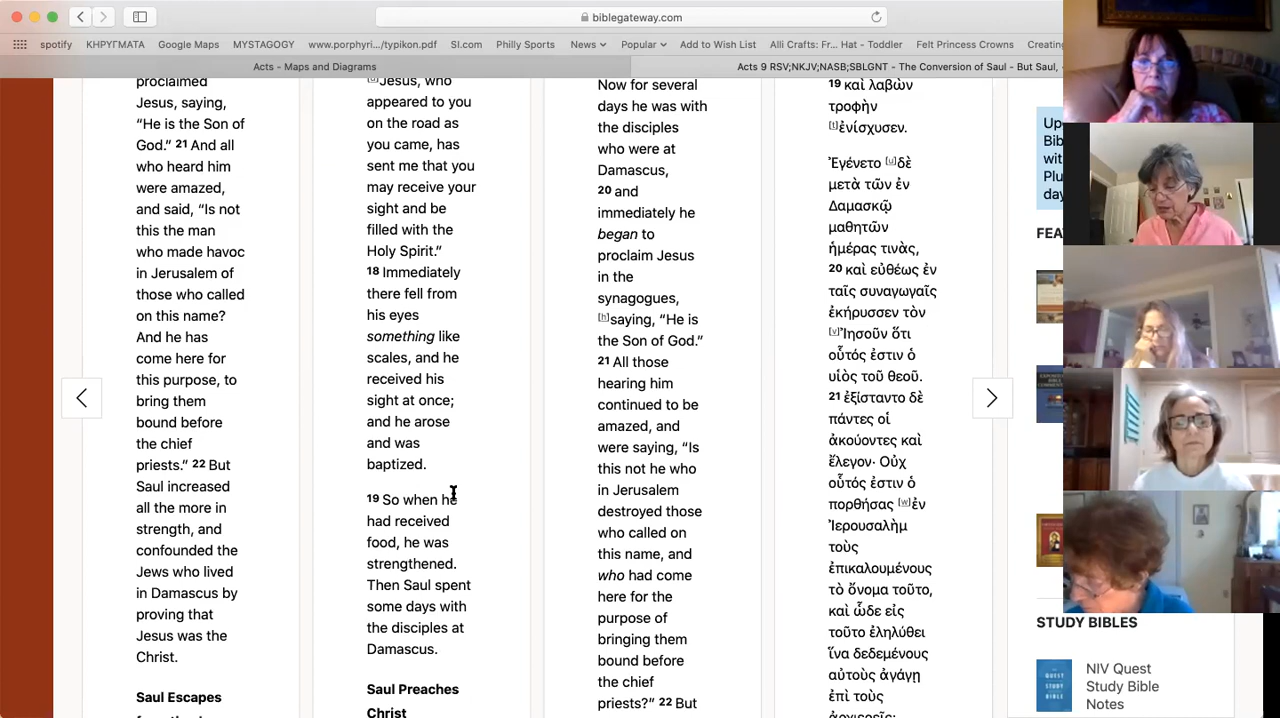 biblegateway.com
spotify
ΚΗΡΥΓΜΑΤΑ
Google Maps
MYSTAGOGY
www.porphyri.../typikon.pdf
SI.com
Philly Sports
News
Popular
Add to Wish List
Alli Crafts: Fr... Hat - Toddler
Felt Princess Crowns
Creating
Acts - Maps and Diagrams
Acts 9 RSV;NKJV;NASB;SBLGNT - The Conversion of Saul - But Saul,
proclaimed
Jesus, saying,
“He is the Son of
God.” 21 And all
who heard him
were amazed,
and said, “Is not
this the man
who made havoc
in Jerusalem of
those who called
on this name?
And he has
come here for
this purpose, to
bring them
bound before
the chief
priests.” 22 But
Saul increased
all the more in
strength, and
confounded the
Jews who lived
in Damascus by
proving that
Jesus was the
Christ.
Saul Escapes
Jesus, who
appeared to you
on the road as
you came, has
sent me that you
may receive your
sight and be
filled with the
Holy Spirit.”
18 Immediately
there fell from
his eyes
something like
scales, and he
received his
sight at once;
and he arose
and was
baptized.
19 So when he
had received
food, he was
strengthened.
Then Saul spent
some days with
the disciples at
Damascus.
Saul Preaches
Christ
Now for several
days he was with
the disciples
who were at
Damascus,
20 and
immediately he
began to
proclaim Jesus
in the
synagogues,
[h]saying, “He is
the Son of God.”
21 All those
hearing him
continued to be
amazed, and
were saying, “Is
this not he who
in Jerusalem
destroyed those
who called on
this name, and
who had come
here for the
purpose of
bringing them
bound before
the chief
priests?” 22 But
19 καὶ λαβὼν
τροφὴν
[t]ἐνίσχυσεν.
Ἐγένετο [u]δὲ
μετὰ τῶν ἐν
Δαμασκῷ
μαθητῶν
ἡμέρας τινὰς,
20 καὶ εὐθέως ἐν
ταῖς συναγωγαῖς
ἐκήρυσσεν τὸν
[v]Ἰησοῦν ὅτι
οὗτός ἐστιν ὁ
υἱὸς τοῦ θεοῦ.
21 ἐξίσταντο δὲ
πάντες οἱ
ἀκούοντες καὶ
ἔλεγον· Οὐχ
οὗτός ἐστιν ὁ
πορθήσας [w]ἐν
Ἰερουσαλὴμ
τοὺς
ἐπικαλουμένους
τὸ ὄνομα τοῦτο,
καὶ ὧδε εἰς
τοῦτο ἐληλύθει
ἵνα δεδεμένους
αὐτοὺς ἀγάγῃ
ἐπὶ τοὺς
ἀρχιερεῖς;
Up
Bib
wit
Plu
day
FEA
STUDY BIBLES
NIV Quest
Study Bible
Notes